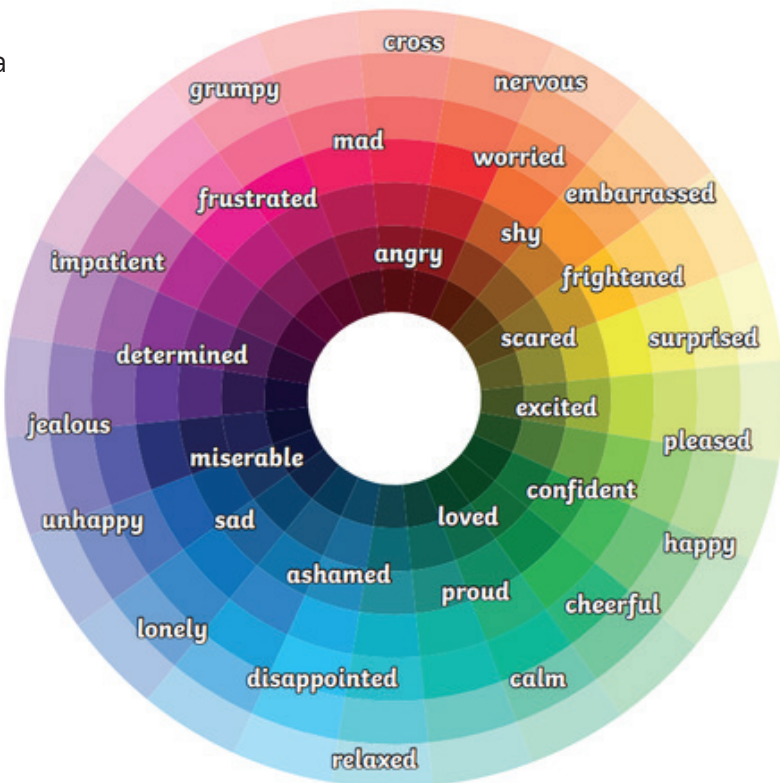 cross
a
nervous
grumpy
mad
worried
frustrated
embarrassed
shy
angry
impatient
frightened
scared
surprised
determined
excited
jealous
pleased
miserable
confident
loved
unhappy
sad
happy
ashamed
proud
cheerful
lonely
disappointed
calm
relaxed